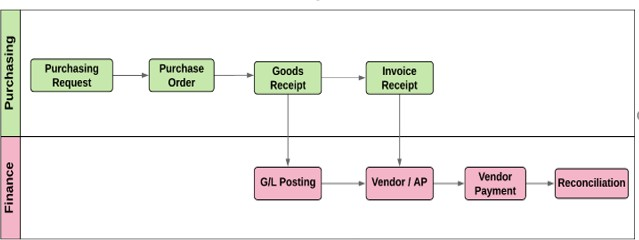 Purchasing
Purchasing
Request
Purchase
Order
Goods
Receipt
Invoice
Receipt
Finance
G/L Posting
Vendor / AP
Vendor
Payment
Reconciliation